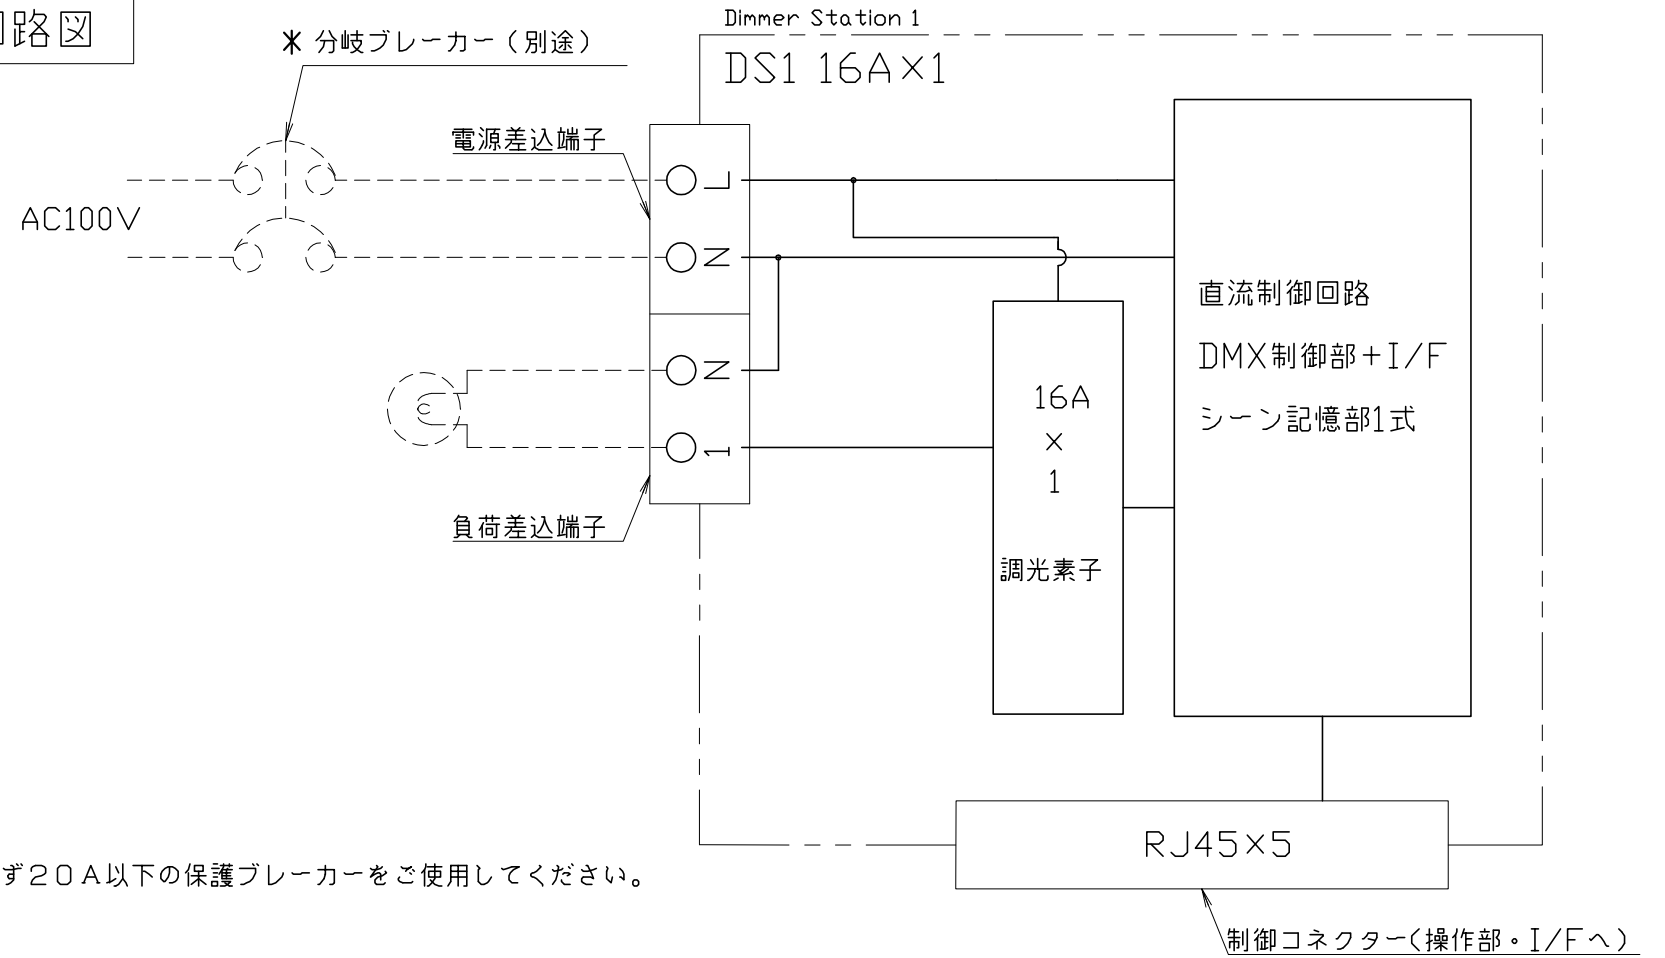 路図
Dimmer Station 1
DS1 16A×1
* 分岐ブレーカー(別途)
電源差込端子
AC100V
L
N
N
1
負荷差込端子
16A
×
1
調光素子
直流制御回路
DMX制御部+I/F
シーン記憶部1式
RJ45×5
ず20A以下の保護ブレーカーをご使用してください。
制御コネクター(操作部・I/Fへ)